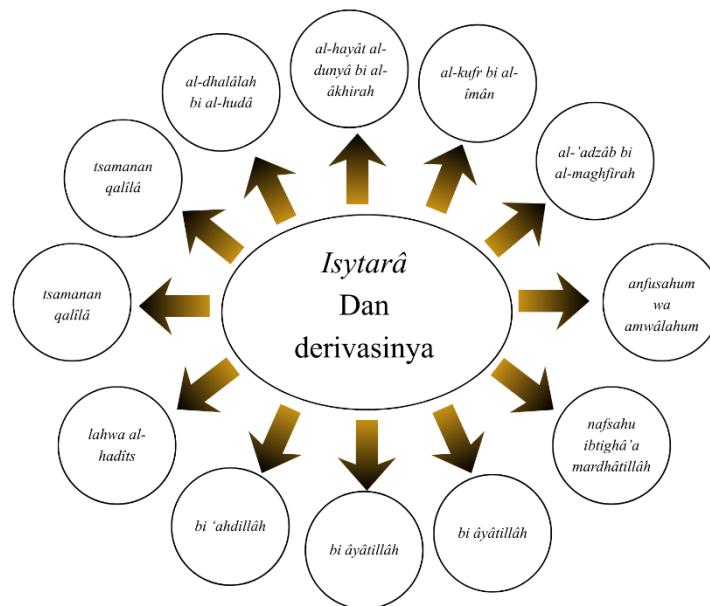 al-hayât al-
dunyâ bi al-
âkhirah
al-kufr bi al-
îmân
al-'adzâb bi
al-maghfirah
anfusahum
wa
amwâlahum
nafsahu
ibtighâ'a
mardhâtillâh
bi âyâtillâh
bi âyâtillâh
bi 'ahdillâh
lahwa al-
hadîts
tsamanan
qalîlâ
tsamanan
qalîlâ
al-dhalâlah
bi al-hudâ
Isytarâ
Dan
derivasinya